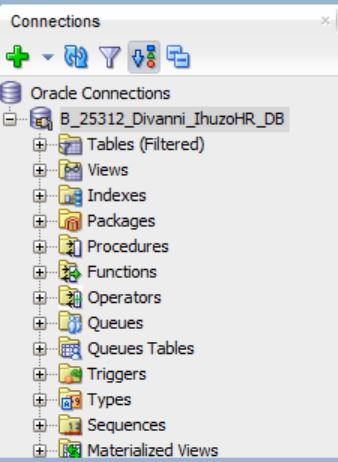 Connections
Oracle Connections
B_25312_Divanni_IhuzoHR_DB
Tables (Filtered)
Views
Indexes
Packages
Procedures
Functions
Operators
Queues
Queues Tables
Triggers
Types
Sequences
Materialized Views